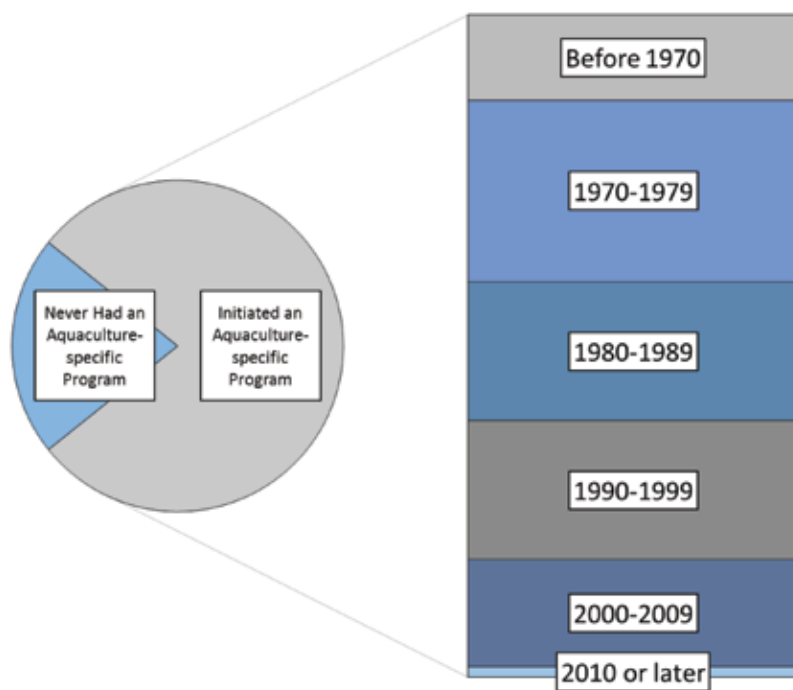 Before 1970
1970-1979
1980-1989
1990-1999
2000-2009
2010 or later
Never Had an
Aquaculture-
specific
Program
Initiated an
Aquaculture-
specific
Program